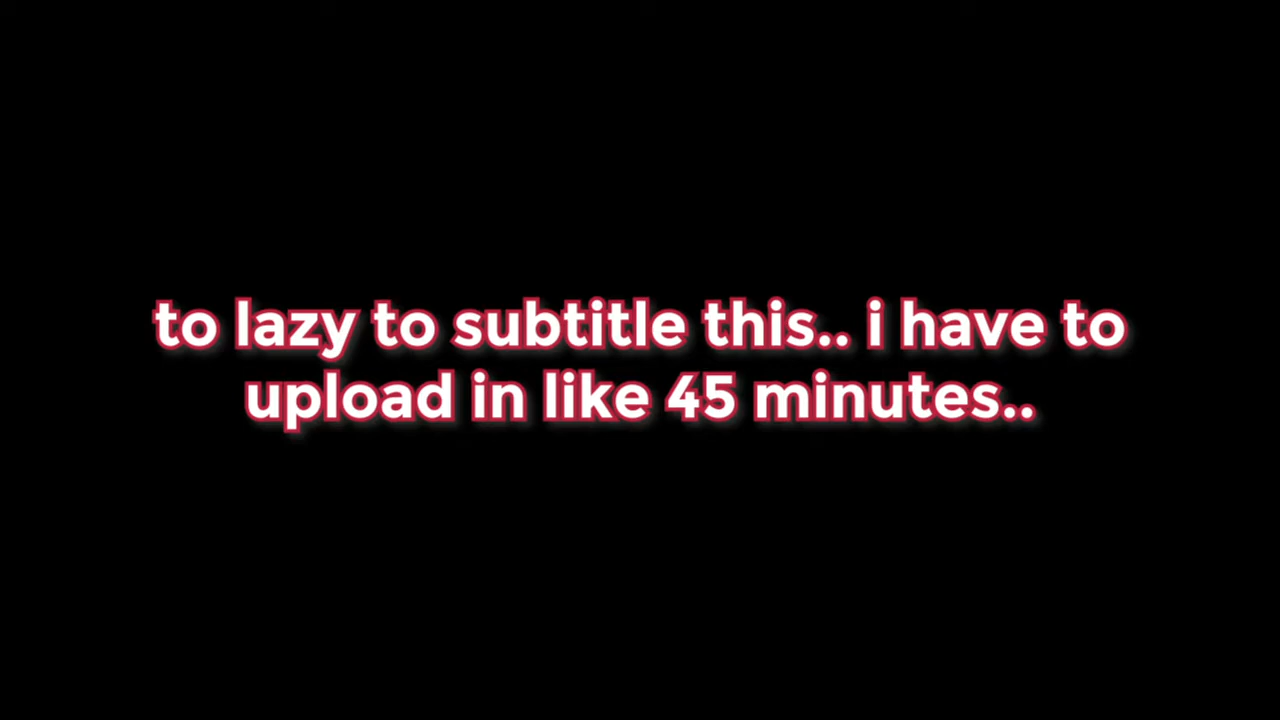 to lazy to subtitle this.. i have to
upload in like 45 minutes..